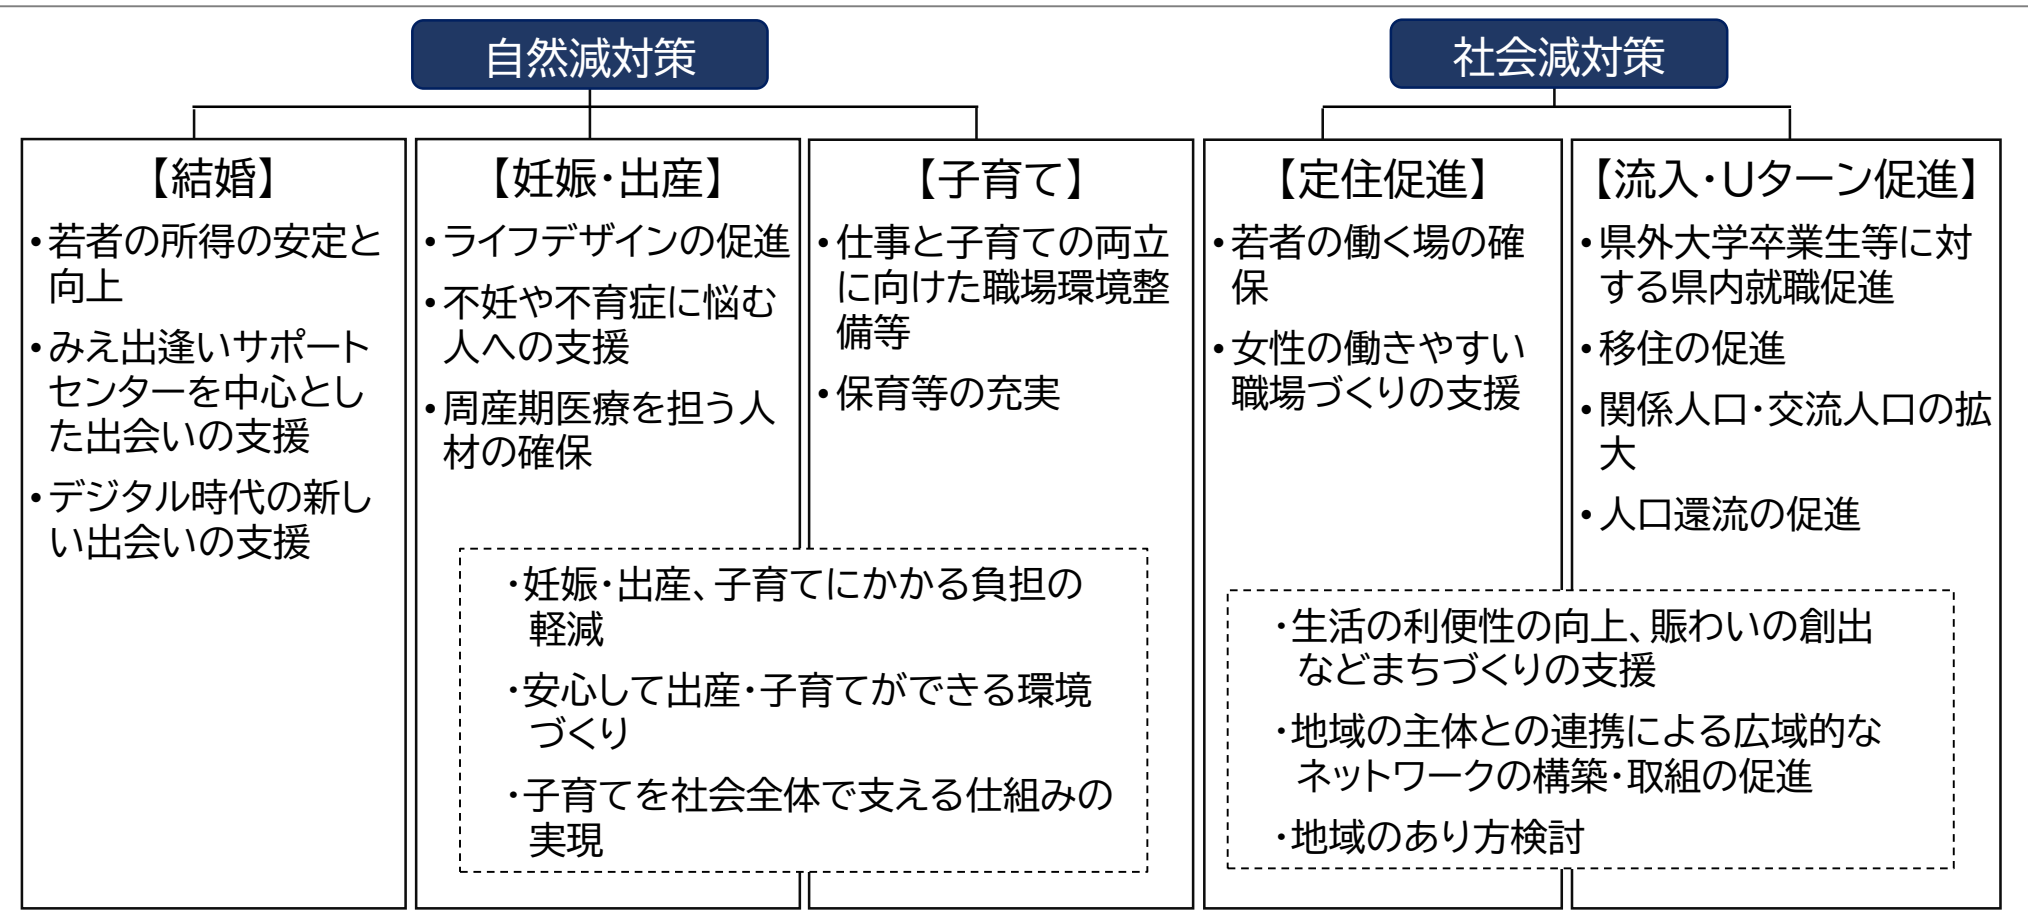 自然減対策
【結婚】
•若者の所得の安定と
向上
•みえ出逢いサポート
センターを中心とし
た出会いの支援
•デジタル時代の新し
い出会いの支援
【妊娠・出産】
•ライフデザインの促進
•不妊や不育症に悩む
人への支援
•周産期医療を担う人
材の確保
【子育て】
•仕事と子育ての両立
に向けた職場環境整
備等
•保育等の充実
・妊娠・出産、子育てにかかる負担の
軽減
・安心して出産・子育てができる環境
づくり
・子育てを社会全体で支える仕組みの
実現
社会減対策
【定住促進】
•若者の働く場の確
保
•女性の働きやすい
職場づくりの支援
【流入・Uターン促進】
•県外大学卒業生等に対
する県内就職促進
•移住の促進
•関係人口・交流人口の拡
大
•人口還流の促進
・生活の利便性の向上、賑わいの創出
などまちづくりの支援
・地域の主体との連携による広域的な
ネットワークの構築・取組の促進
・地域のあり方検討